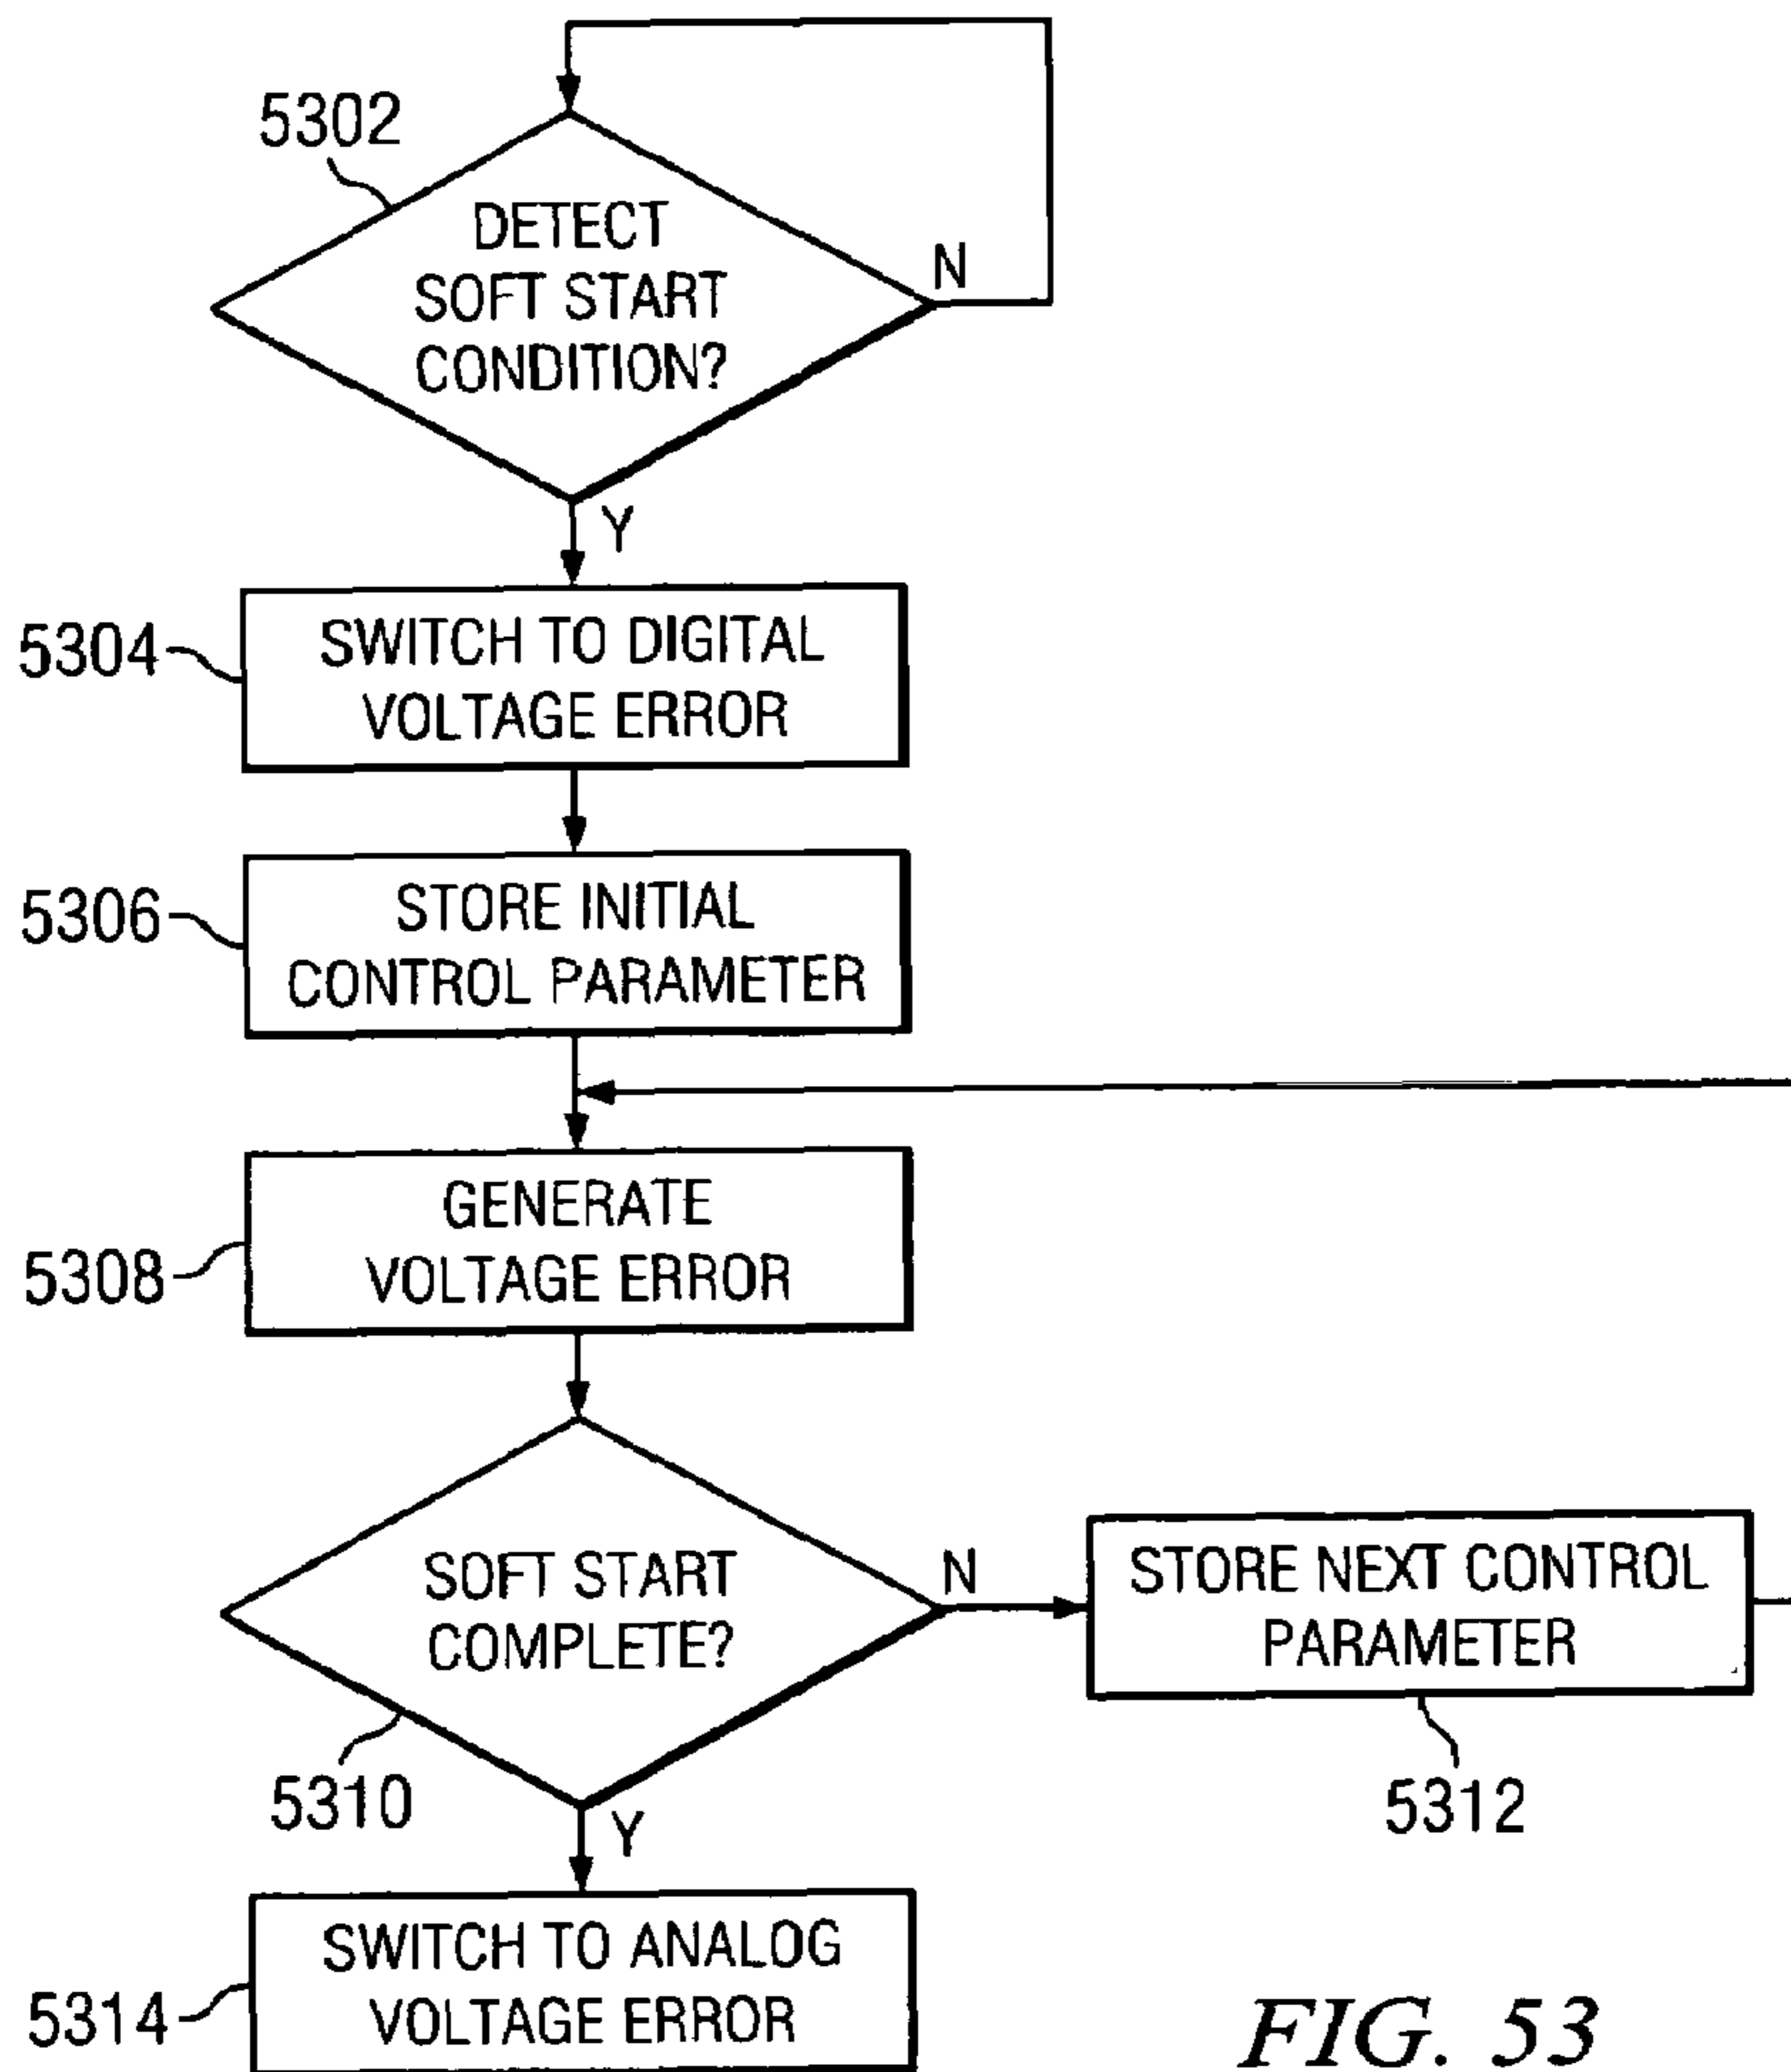 5302
DETECT
SOFT START
CONDITION?
N
Y
5304
SWITCH TO DIGITAL
VOLTAGE ERROR
5306
STORE INITIAL
CONTROL PARAMETER
5308
GENERATE
VOLTAGE ERROR
SOFT START
COMPLETE?
N
STORE NEXT CONTROL
PARAMETER
5310
Y
5312
5314
SWITCH TO ANALOG
VOLTAGE ERROR
FIG. 53